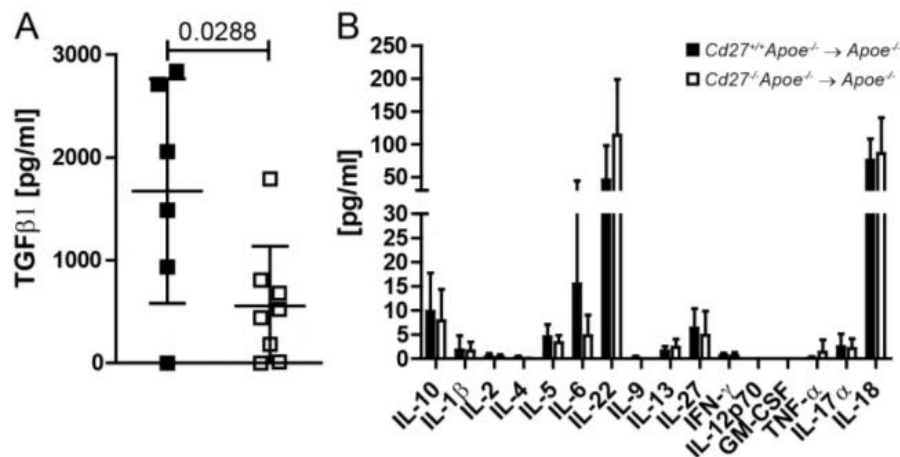 A
0.0288
3000
2000
1000
0
TGFβ1 [pg/ml]
B
250
200
150
100
50
30
25
20
15
10
5
0
[pg/ml]
Cd27+/+Apoe-/- → Apoe-/-
Cd27-/-Apoe-/- → Apoe-/-
IL-10
IL-1β
IL-2
IL-4
IL-5
IL-6
IL-22
IL-9
IL-13
IL-27
IFN-γ
IL-12p70
GM-CSF
TNF-α
IL-17α
IL-18